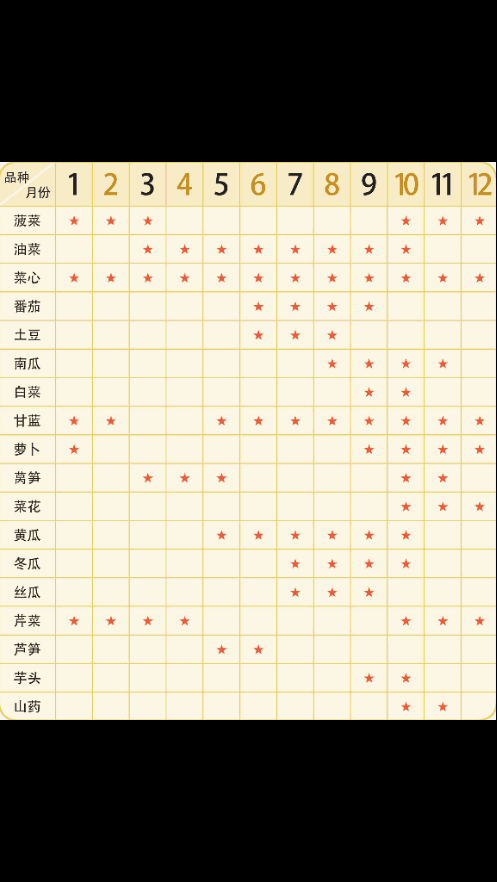 品种
月份 1 2 3 4 5 6 7 8 9 10 11 12
菠菜 ★ ★ ★ ★ ★ ★
油菜 ★ ★ ★ ★ ★ ★ ★ ★
菜心 ★ ★ ★ ★ ★ ★ ★ ★ ★ ★ ★ ★
番茄 ★ ★ ★ ★
土豆 ★ ★ ★
南瓜 ★ ★ ★ ★
白菜 ★ ★
甘蓝 ★ ★ ★ ★ ★ ★ ★ ★ ★ ★
萝卜 ★ ★ ★ ★ ★
莴笋 ★ ★ ★ ★ ★
菜花 ★ ★ ★
黄瓜 ★ ★ ★ ★ ★ ★
冬瓜 ★ ★ ★ ★
丝瓜 ★ ★ ★
芹菜 ★ ★ ★ ★ ★ ★ ★
芦笋 ★ ★
芋头 ★ ★
山药 ★ ★